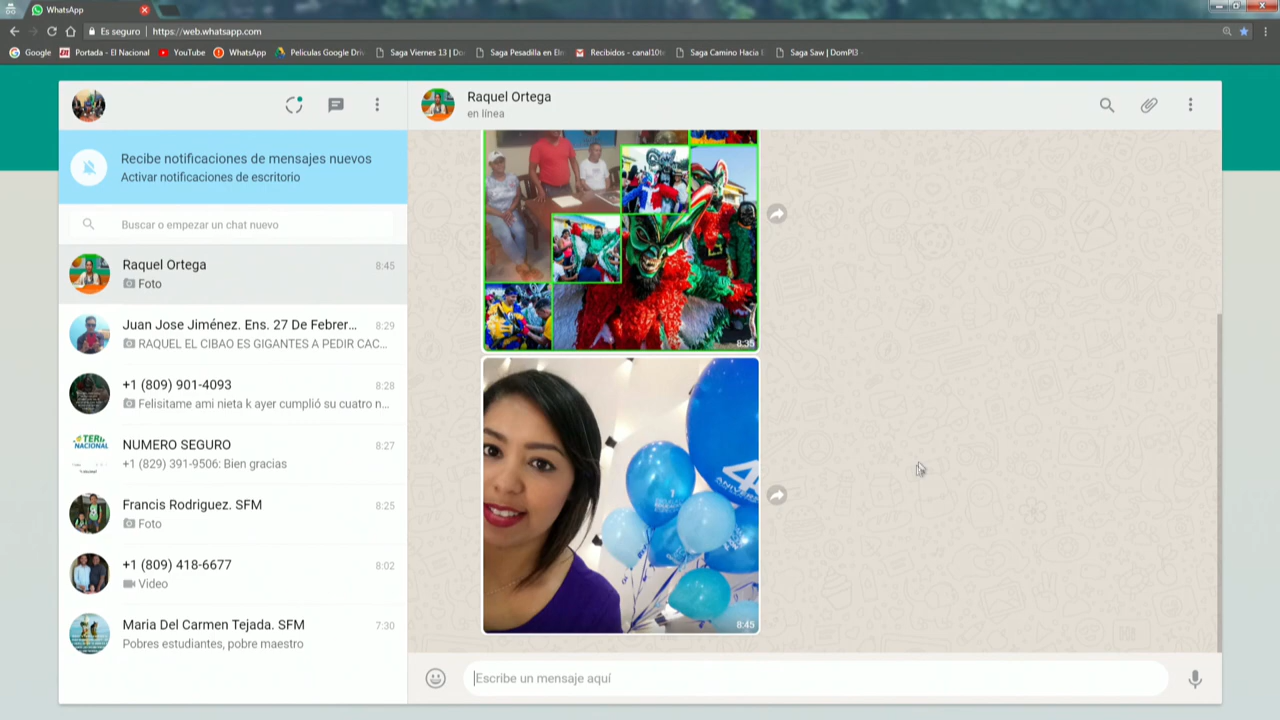 WhatsApp
Es seguro
https://web.whatsapp.com
Google
Portada - El Nacional
YouTube
WhatsApp
Películas Google Driv
Saga Viernes 13 | Do
Saga Pesadilla en Elm
Recibidos - canal10te
Saga Camino Hacia E
Saga Saw | DomPl3
Recibe notificaciones de mensajes nuevos
Activar notificaciones de escritorio
Buscar o empezar un chat nuevo
Raquel Ortega
8:45
Foto
Juan Jose Jiménez. Ens. 27 De Febrer...
8:29
RAQUEL EL CIBAO ES GIGANTES A PEDIR CAC...
+1 (809) 901-4093
8:28
Felisitame ami nieta k ayer cumplió su cuatro n...
NUMERO SEGURO
8:27
+1 (829) 391-9506: Bien gracias
Francis Rodriguez. SFM
8:25
Foto
+1 (809) 418-6677
8:02
Video
Maria Del Carmen Tejada. SFM
7:30
Pobres estudiantes, pobre maestro
Raquel Ortega
en línea
8:35
8:45
Escribe un mensaje aquí